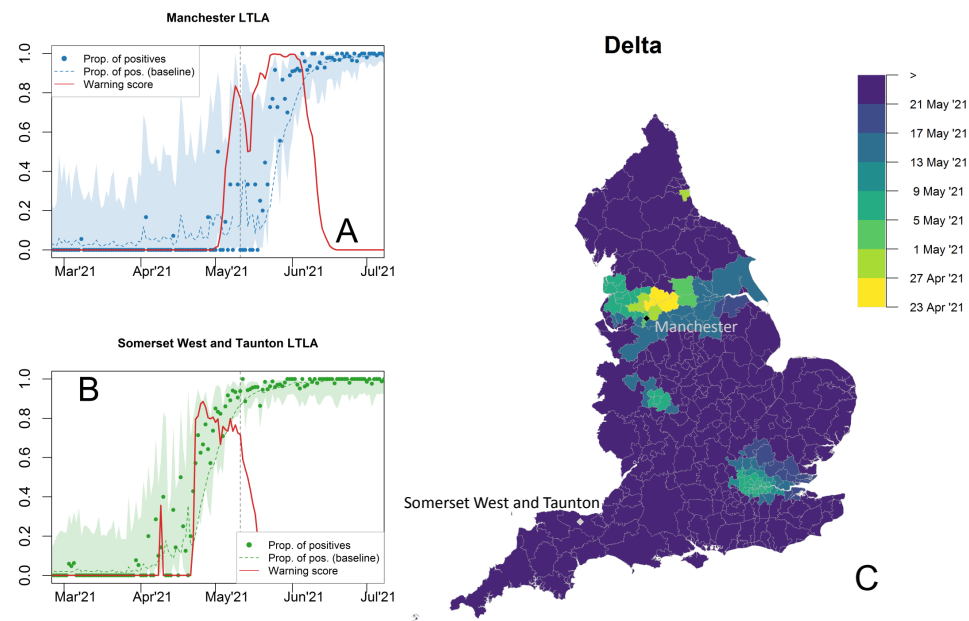 Manchester LTLA
1.0
0.8
0.6
0.4
0.2
0.0
Prop. of positives
Prop. of pos. (baseline)
Warning score
A
Mar'21 Apr'21 May'21 Jun'21 Jul'21
Somerset West and Taunton LTLA
1.0
0.8
0.6
0.4
0.2
0.0
B
Prop. of positives
Prop. of pos. (baseline)
Warning score
Mar'21 Apr'21 May'21 Jun'21 Jul'21
Delta
>
21 May '21
17 May '21
13 May '21
9 May '21
5 May '21
1 May '21
27 Apr '21
23 Apr '21
Manchester
Somerset West and Taunton
C